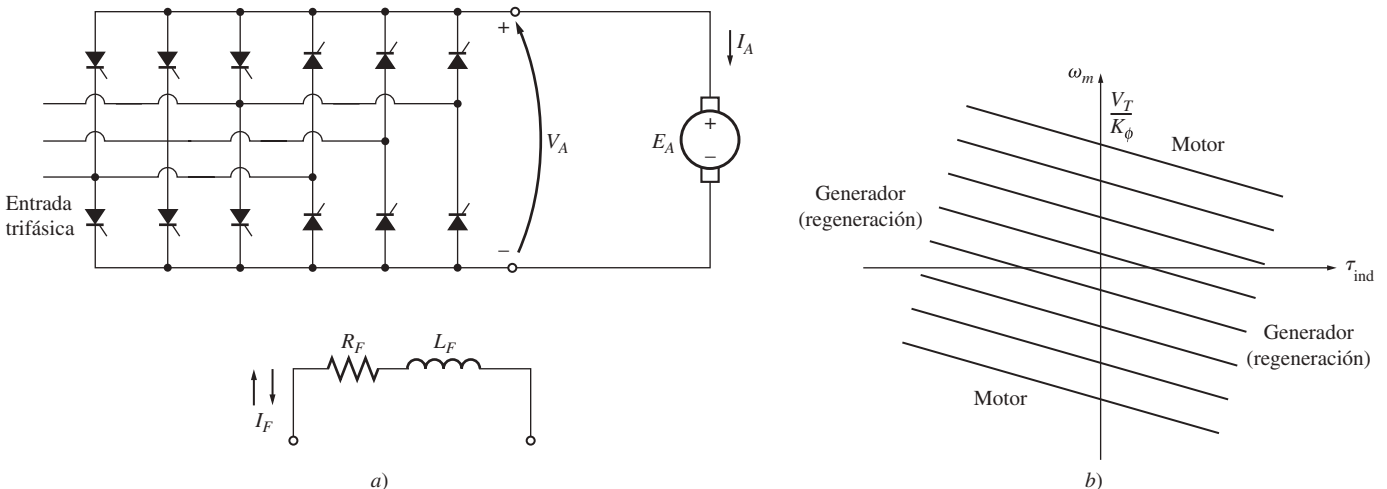 +
V_A
−
I_A
E_A
+
−
Entrada
trifásica
R_F
L_F
I_F
a)
ω_m
V_T
K_ϕ
Motor
Generador
(regeneración)
τ_ind
Generador
(regeneración)
Motor
b)